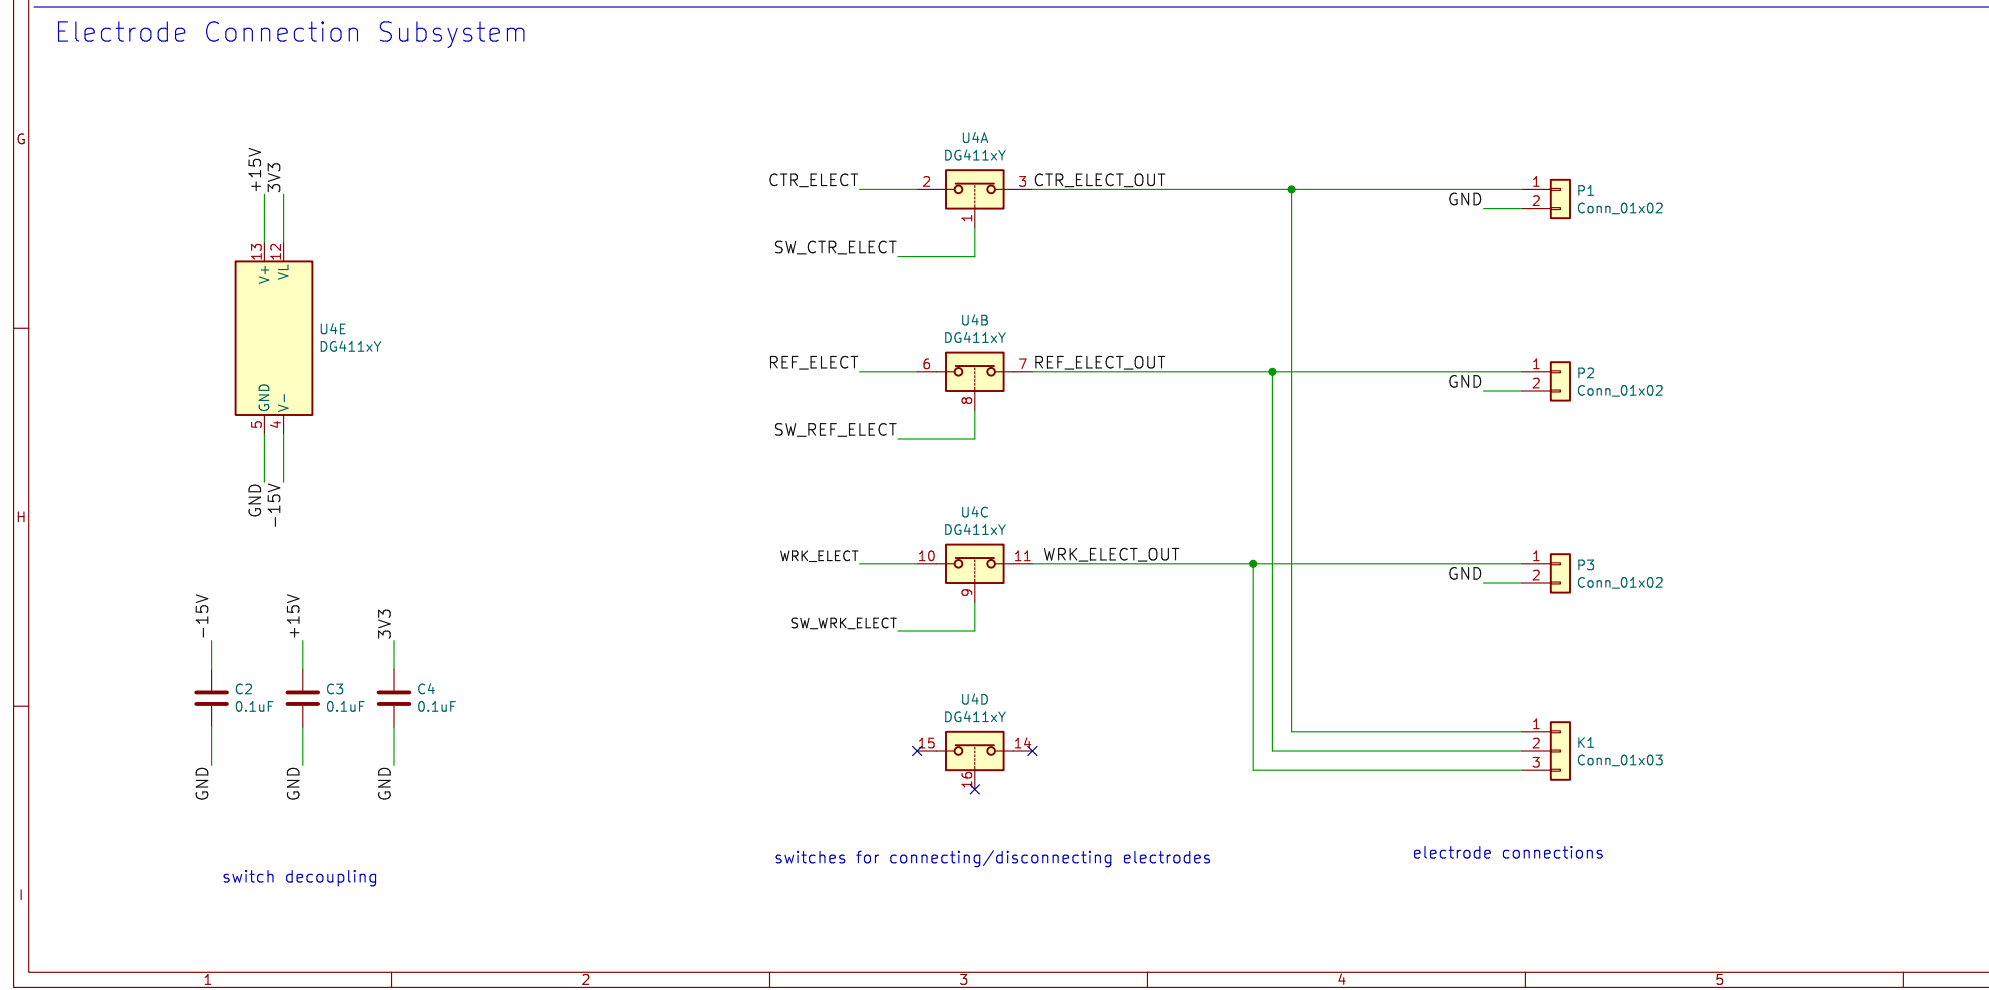 Electrode Connection Subsystem
G
H
I
+15V
3V3
13
12
V+
VL
U4E
DG411xY
GND
V-
5
4
GND
-15V
-15V
+15V
3V3
C2
0.1uF
C3
0.1uF
C4
0.1uF
GND
GND
GND
switch decoupling
U4A
DG411xY
CTR_ELECT
2
3
CTR_ELECT_OUT
1
SW_CTR_ELECT
U4B
DG411xY
REF_ELECT
6
7
REF_ELECT_OUT
8
SW_REF_ELECT
U4C
DG411xY
WRK_ELECT
10
11
WRK_ELECT_OUT
9
SW_WRK_ELECT
U4D
DG411xY
15
14
16
switches for connecting/disconnecting electrodes
1
GND
2
P1
Conn_01x02
1
GND
2
P2
Conn_01x02
1
GND
2
P3
Conn_01x02
1
2
3
K1
Conn_01x03
electrode connections
1
2
3
4
5